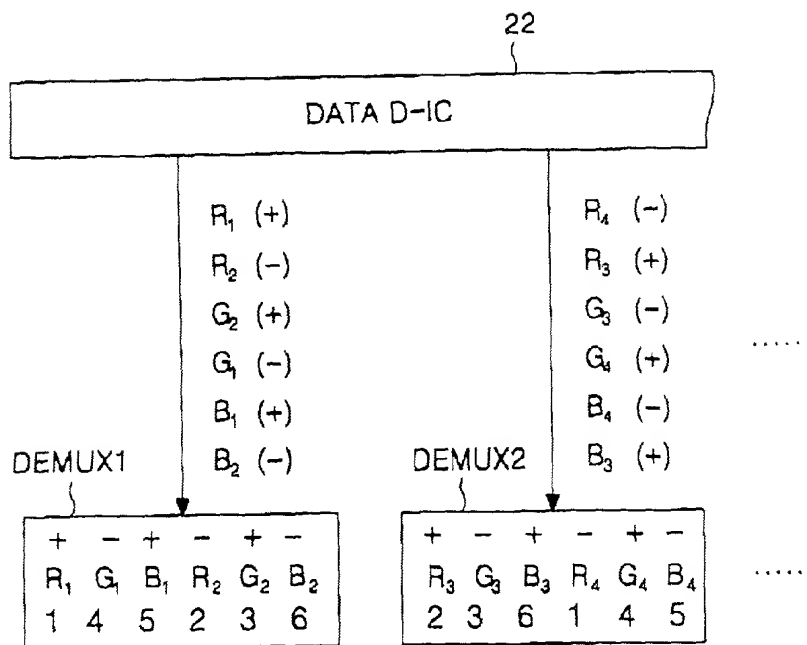 22
DATA D-IC
R₁ (+)
R₂ (−)
G₂ (+)
G₁ (−)
B₁ (+)
B₂ (−)
R₄ (−)
R₃ (+)
G₃ (−)
G₄ (+)
B₄ (−)
B₃ (+)
.....
DEMUX1
+ − + − + −
R₁ G₁ B₁ R₂ G₂ B₂
1 4 5 2 3 6
DEMUX2
+ − + − + −
R₃ G₃ B₃ R₄ G₄ B₄
2 3 6 1 4 5
.....